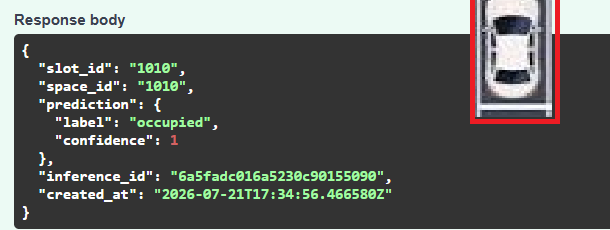 Response body
{
  "slot_id": "1010",
  "space_id": "1010",
  "prediction": {
    "label": "occupied",
    "confidence": 1
  },
  "inference_id": "6a5fadc016a5230c90155090",
  "created_at": "2026-07-21T17:34:56.466580Z"
}